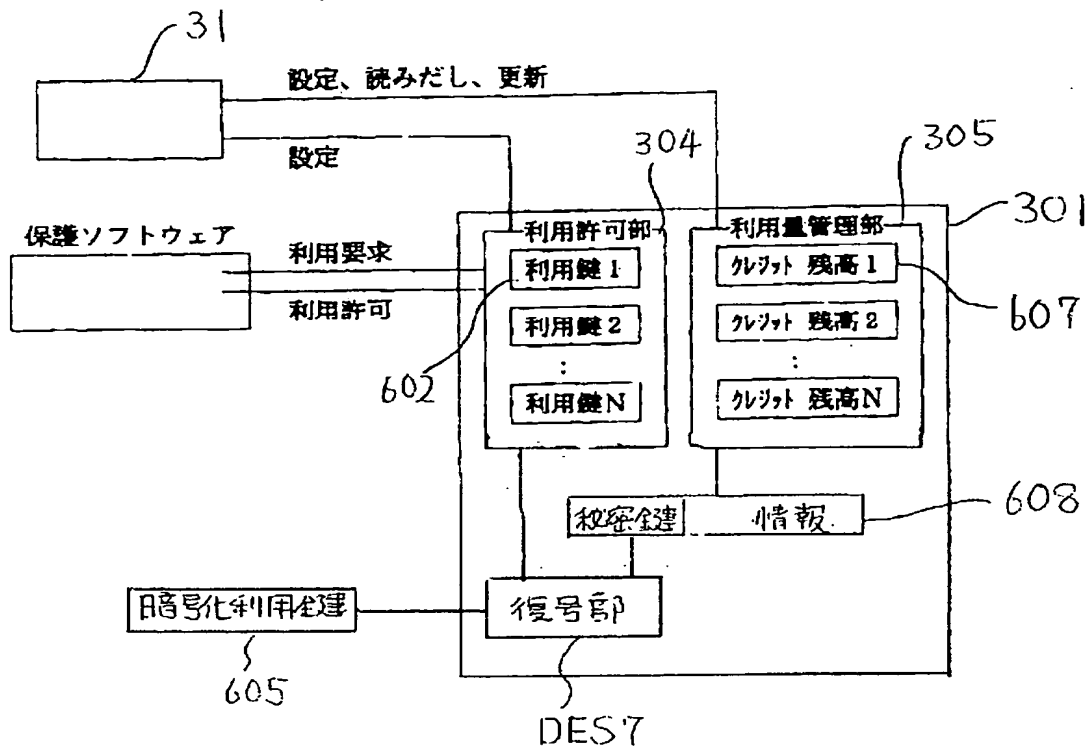 31
設定、読みだし、更新
設定
304
305
301
保護ソフトウェア
利用要求
利用許可
利用許可部
利用量管理部
利用鍵1
クレジット 残高1
607
利用鍵2
クレジット 残高2
602
:
:
利用鍵N
クレジット 残高N
秘密鍵
情報
608
暗号化利用鍵
復号部
605
DES7